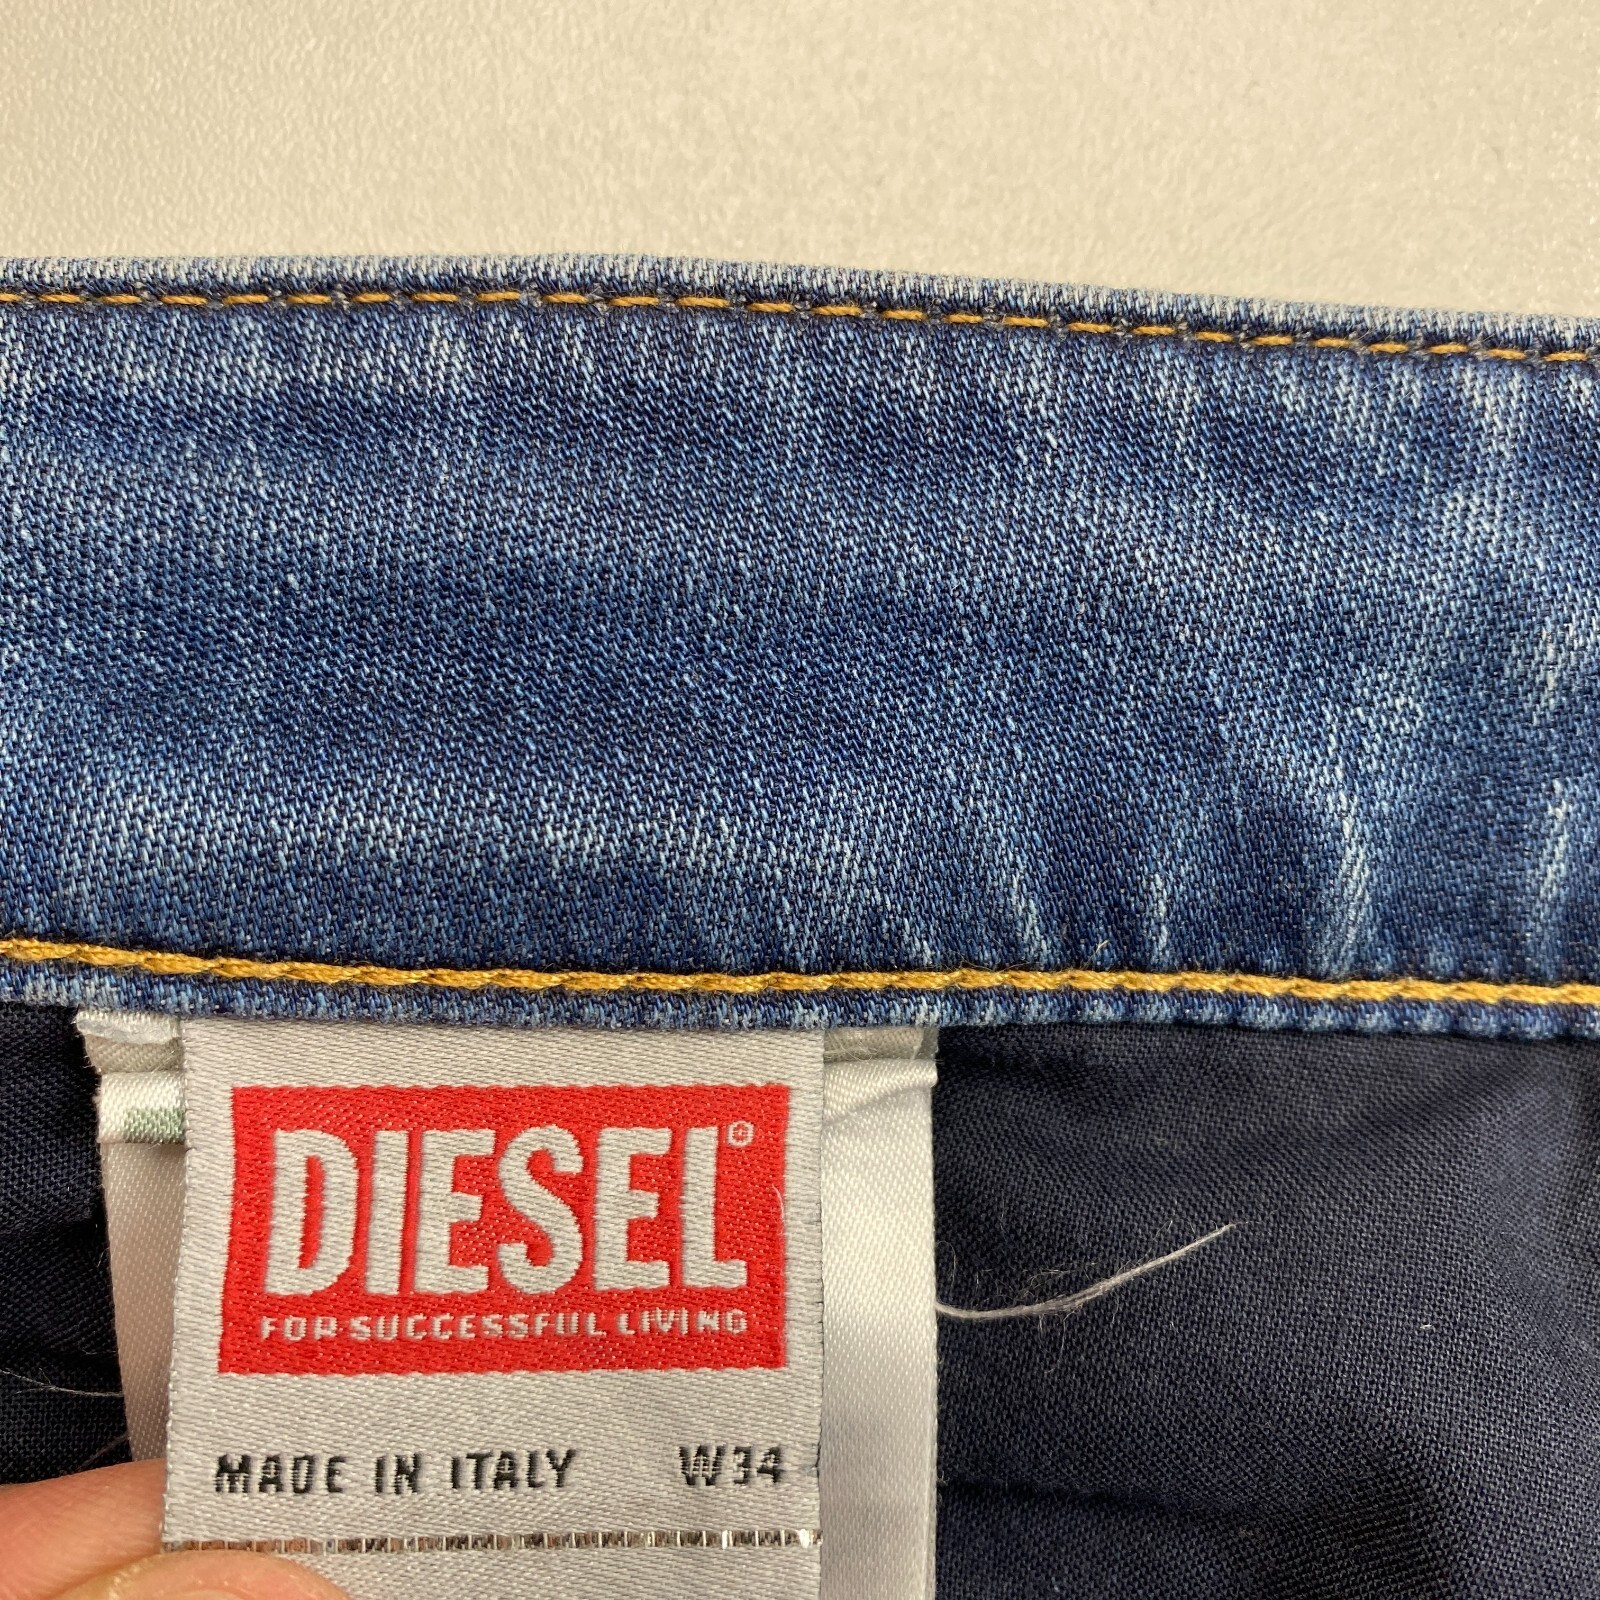 DIESEL®
FOR SUCCESSFUL LIVING
MADE IN ITALY W34